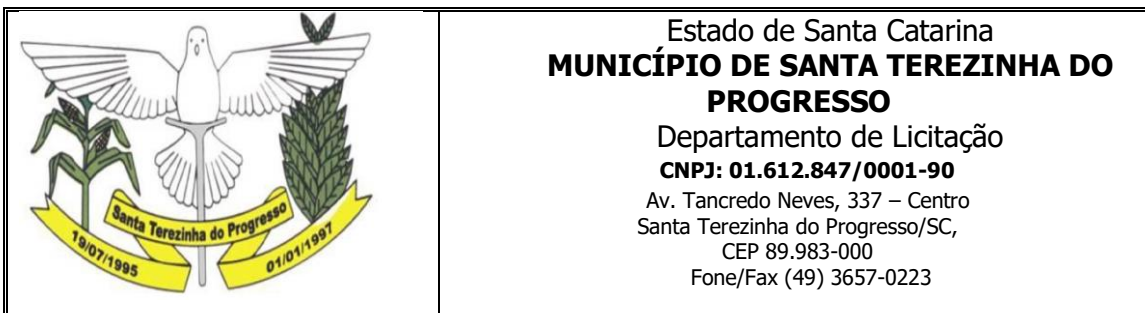 Santa Terezinha do Progresso
19/07/1995
01/01/1997
Estado de Santa Catarina
MUNICÍPIO DE SANTA TEREZINHA DO
PROGRESSO
Departamento de Licitação
CNPJ: 01.612.847/0001-90
Av. Tancredo Neves, 337 – Centro
Santa Terezinha do Progresso/SC,
CEP 89.983-000
Fone/Fax (49) 3657-0223